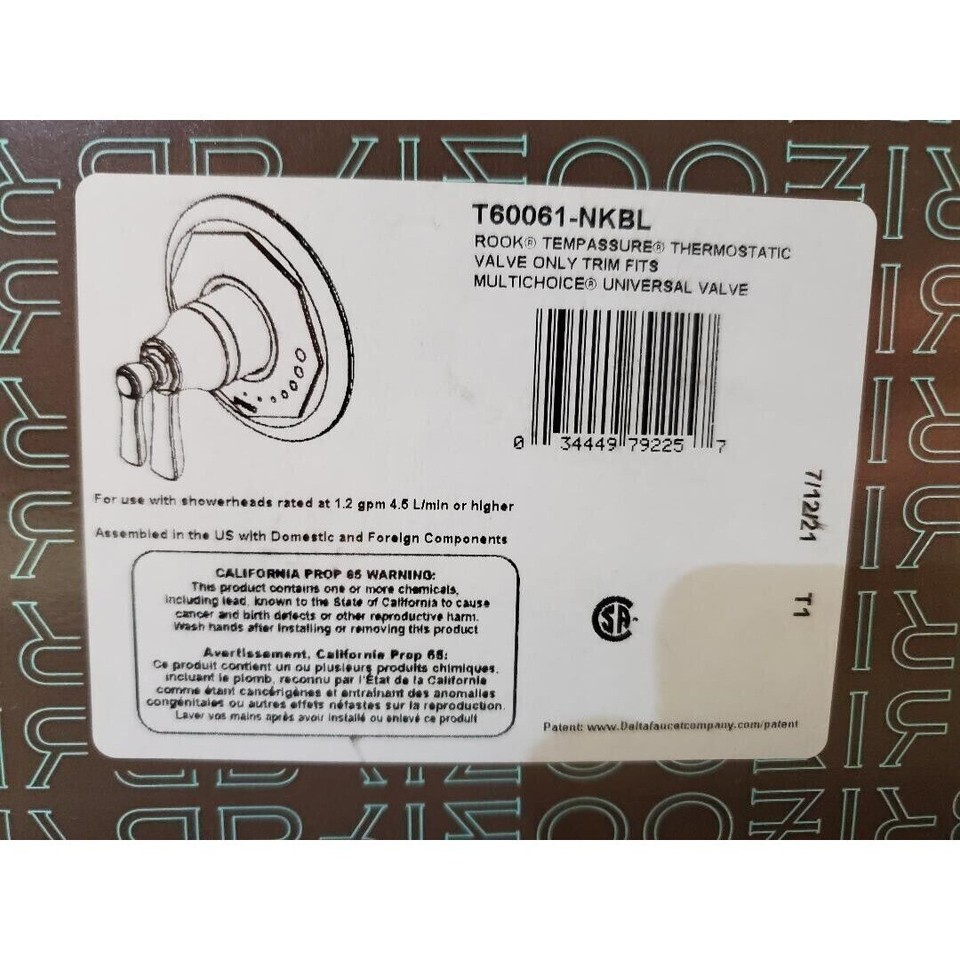 T60061-NKBL
ROOK® TEMPASSURE® THERMOSTATIC
VALVE ONLY TRIM FITS
MULTICHOICE® UNIVERSAL VALVE
0 34449 79225 7
For use with showerheads rated at 1.2 gpm 4.5 L/min or higher
Assembled in the US with Domestic and Foreign Components
CALIFORNIA PROP 65 WARNING:
This product contains one or more chemicals,
including lead, known to the State of California to cause
cancer and birth defects or other reproductive harm.
Wash hands after installing or removing this product
Avertissement, Californie Prop 65:
Ce produit contient un ou plusieurs produits chimiques,
incluant le plomb, reconnu par l'État de la Californie
comme étant cancérigènes et entraînant des anomalies
congénitales ou autres effets néfastes sur la reproduction.
Laver vos mains après avoir installé ou enlevé ce produit
7/12/21 T1
SA
Patent: www.Deltafaucetcompany.com/patent